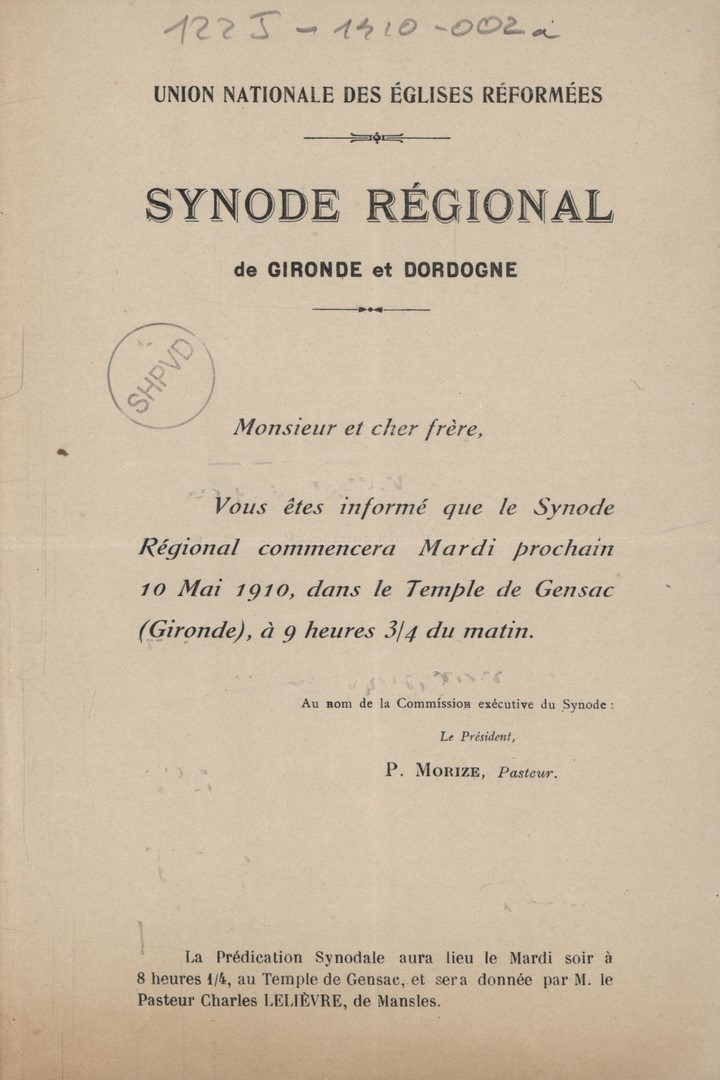 122 J - 1910 - 002 a
UNION NATIONALE DES ÉGLISES RÉFORMÉES
SYNODE RÉGIONAL
de GIRONDE et DORDOGNE
SHPVD
Monsieur et cher frère,
Vous êtes informé que le Synode
Régional commencera Mardi prochain
10 Mai 1910, dans le Temple de Gensac
(Gironde), à 9 heures 3/4 du matin.
Au nom de la Commission exécutive du Synode :
Le Président,
P. MORIZE, Pasteur.
La Prédication Synodale aura lieu le Mardi soir à
8 heures 1/4, au Temple de Gensac, et sera donnée par M. le
Pasteur Charles LELIÈVRE, de Mansles.